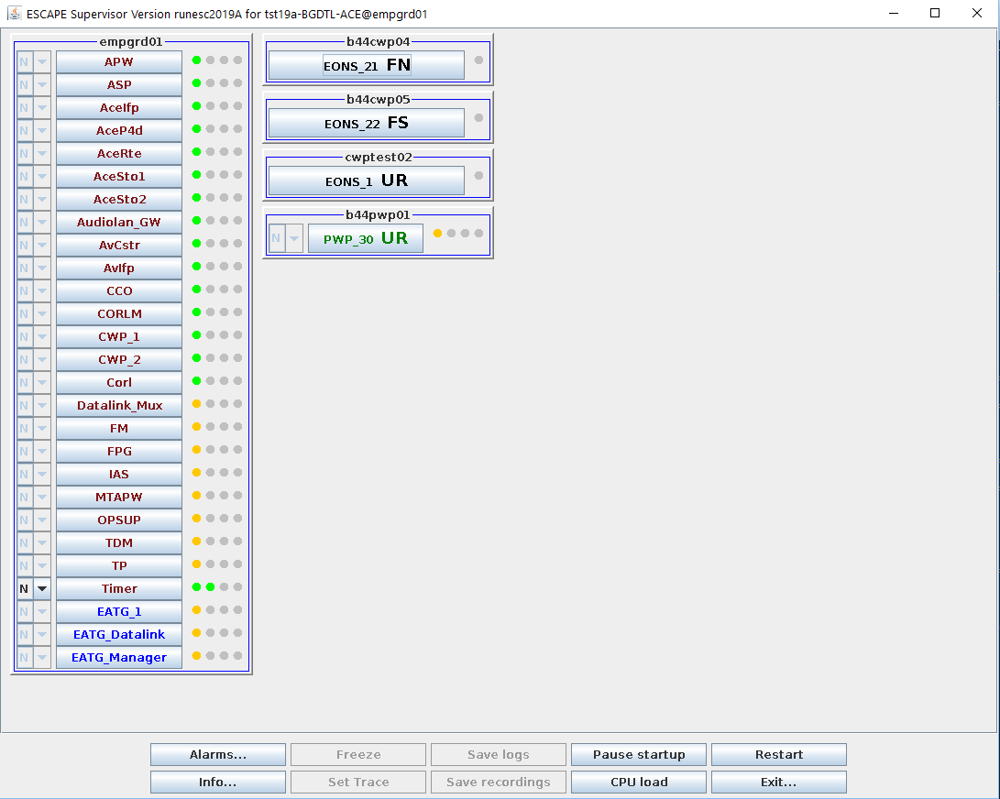 ESCAPE Supervisor Version runesc2019A for tst19a-BGDTL-ACE@empgrd01
empgrd01
N APW
N ASP
N AceIfp
N AceP4d
N AceRte
N AceSto1
N AceSto2
N Audiolan_GW
N AvCstr
N AvIfp
N CCO
N CORLM
N CWP_1
N CWP_2
N Corl
N Datalink_Mux
N FM
N FPG
N IAS
N MTAPW
N OPSUP
N TDM
N TP
N Timer
N EATG_1
N EATG_Datalink
N EATG_Manager
b44cwp04
EONS_21 FN
b44cwp05
EONS_22 FS
cwptest02
EONS_1 UR
b44pwp01
N PWP_30 UR
Alarms... Freeze Save logs Pause startup Restart
Info... Set Trace Save recordings CPU load Exit...